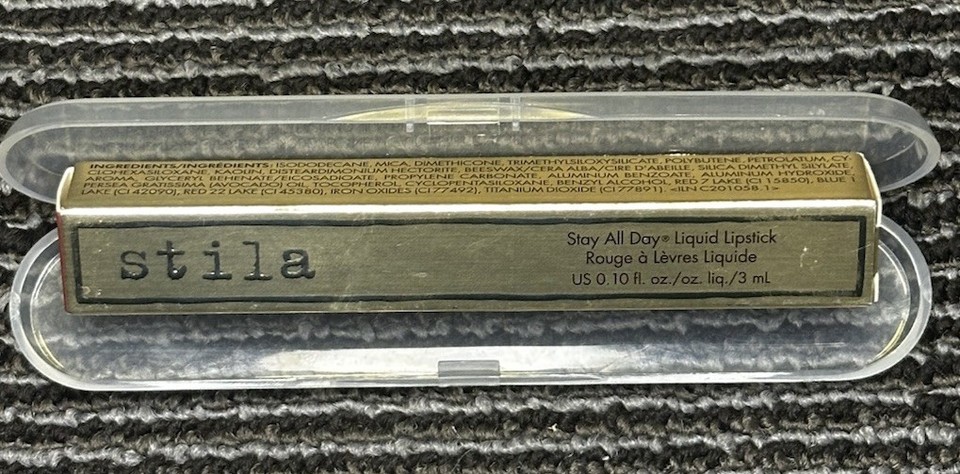 INGREDIENTS/INGRÉDIENTS: ISODODECANE, MICA, DIMETHICONE, TRIMETHYLSILOXYSILICATE, POLYBUTENE, PETROLATUM, CY-
CLOHEXASILOXANE, KAOLIN, DISTEARDIMONIUM HECTORITE, BEESWAX/CERA ALBA/CIRE D'ABEILLE, SILICA DIMETHYL SILYLATE,
AROMA, GLYCERYL BEHENATE/EICOSADIOATE, PROPYLENE CARBONATE, ALUMINUM BENZOATE, ALUMINUM HYDROXIDE,
PERSEA GRATISSIMA (AVOCADO) OIL, TOCOPHEROL, CYCLOPENTASILOXANE, BENZYL ALCOHOL, RED 7 LAKE (CI 15850), BLUE 1
LAKE (CI 42090), RED 22 LAKE (CI 45380), IRON OXIDES (CI 77492), TITANIUM DIOXIDE (CI 77891). <ILN C201058.1>
stila
Stay All Day® Liquid Lipstick
Rouge à Lèvres Liquide
US 0.10 fl. oz./oz. liq./3 mL